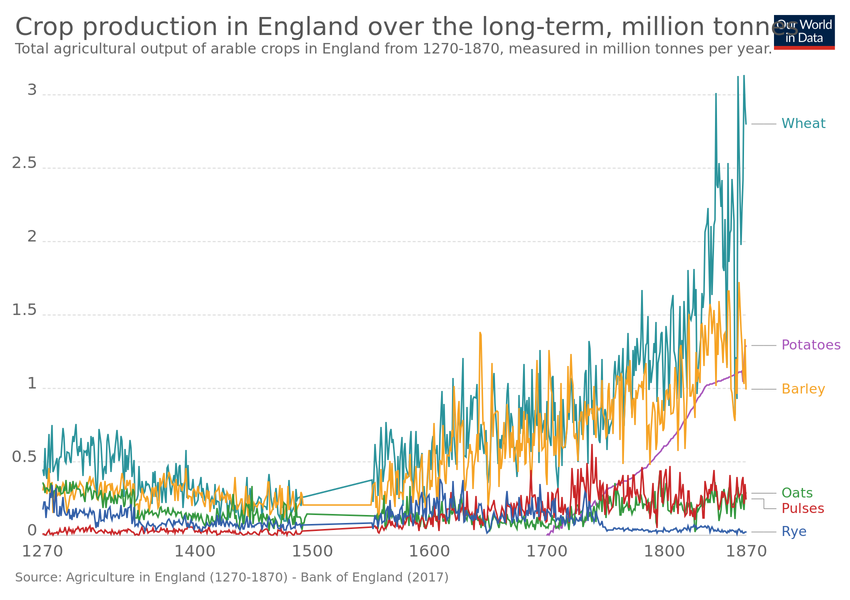 Crop production in England over the long-term, million tonnes
Our World
in Data
Total agricultural output of arable crops in England from 1270-1870, measured in million tonnes per year.
3
2.5
2
1.5
1
0.5
0
Wheat
Potatoes
Barley
Oats
Pulses
Rye
1270
1400
1500
1600
1700
1800
1870
Source: Agriculture in England (1270-1870) - Bank of England (2017)